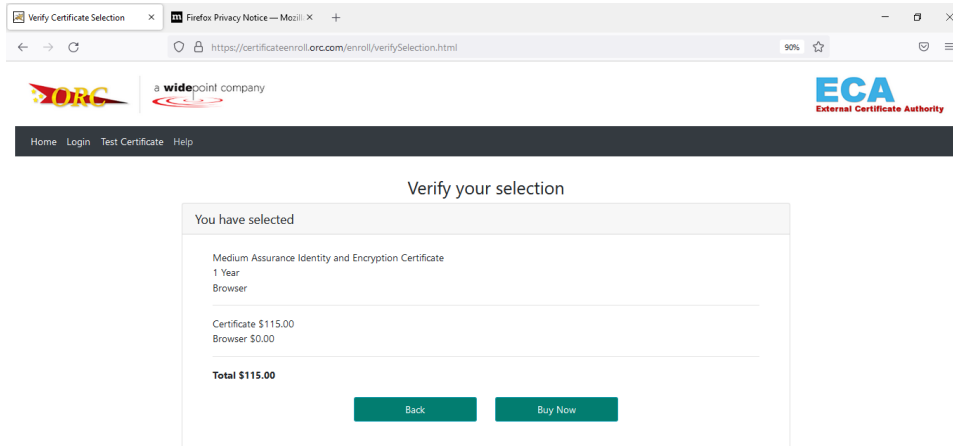 Verify Certificate Selection
Firefox Privacy Notice — Mozill
https://certificateenroll.orc.com/enroll/verifySelection.html
90%
ORC
a widepoint company
ECA
External Certificate Authority
Home Login Test Certificate Help
Verify your selection
You have selected
Medium Assurance Identity and Encryption Certificate
1 Year
Browser
Certificate $115.00
Browser $0.00
Total $115.00
Back
Buy Now